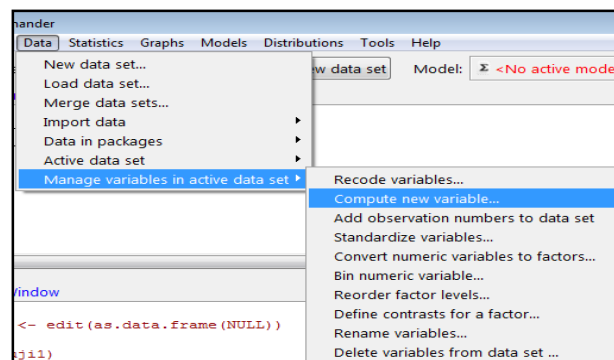 mander
Data Statistics Graphs Models Distributions Tools Help
New data set...
ew data set Model: Σ <No active mode
Load data set...
Merge data sets...
Import data
Data in packages
Active data set
Manage variables in active data set
Recode variables...
Compute new variable...
Add observation numbers to data set
Standardize variables...
Convert numeric variables to factors...
Bin numeric variable...
Reorder factor levels...
Define contrasts for a factor...
Rename variables...
Delete variables from data set ...
Window
<- edit(as.data.frame(NULL))
uji1)